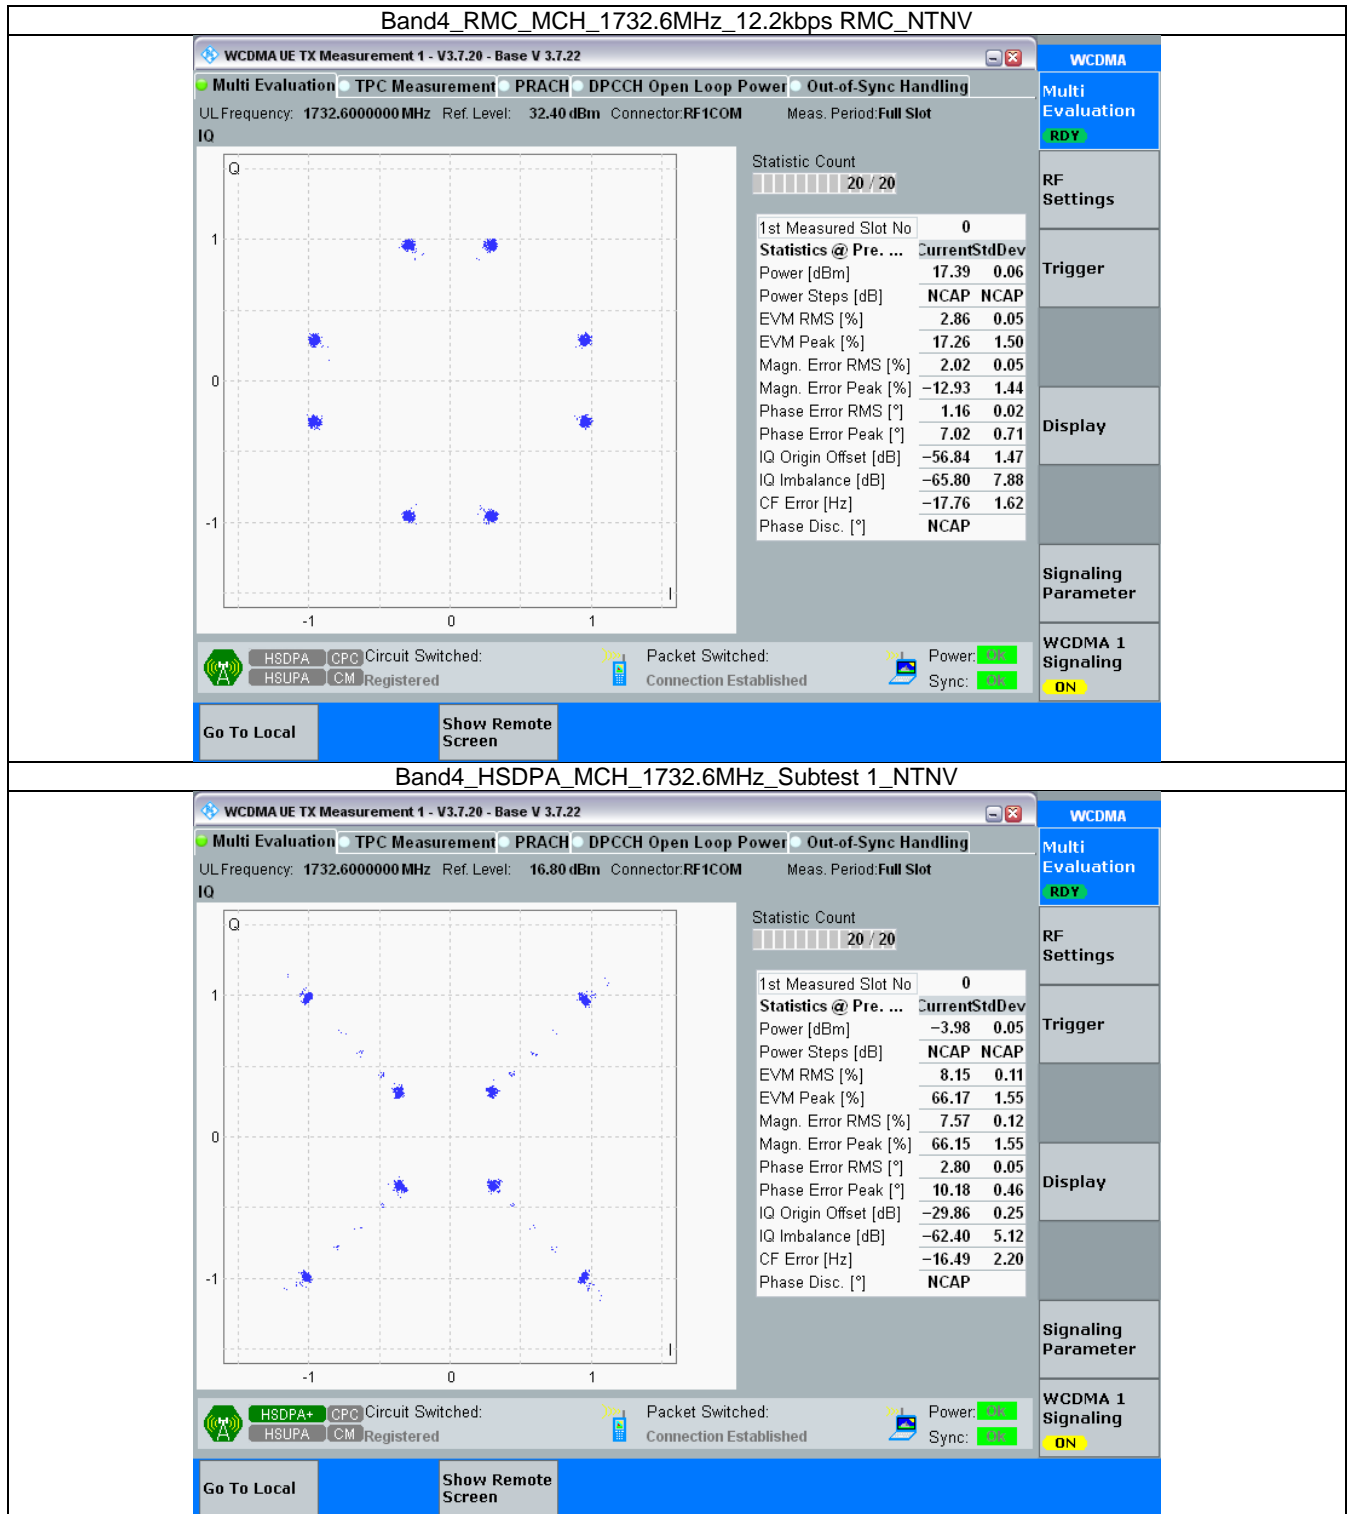 Band4_RMC_MCH_1732.6MHz_12.2kbps RMC_NTNV
WCDMA UE TX Measurement 1 - V3.7.20 - Base V 3.7.22
WCDMA
Multi Evaluation TPC Measurement PRACH DPCCH Open Loop Power Out-of-Sync Handling
Multi
Evaluation
RDY
UL Frequency: 1732.6000000 MHz Ref. Level: 32.40 dBm Connector:RF1COM Meas. Period:Full Slot
IQ
Q
1
0
-1
-1 0 1
I
Statistic Count
20 / 20
1st Measured Slot No 0
Statistics @ Pre. ... CurrentStdDev
Power [dBm] 17.39 0.06
Power Steps [dB] NCAP NCAP
EVM RMS [%] 2.86 0.05
EVM Peak [%] 17.26 1.50
Magn. Error RMS [%] 2.02 0.05
Magn. Error Peak [%] −12.93 1.44
Phase Error RMS [°] 1.16 0.02
Phase Error Peak [°] 7.02 0.71
IQ Origin Offset [dB] −56.84 1.47
IQ Imbalance [dB] −65.80 7.88
CF Error [Hz] −17.76 1.62
Phase Disc. [°] NCAP
RF
Settings
Trigger
Display
Signaling
Parameter
WCDMA 1
Signaling
ON
HSDPA CPC Circuit Switched: Packet Switched: Power: Ok
HSUPA CM Registered Connection Established Sync: Ok
Go To Local
Show Remote
Screen
Band4_HSDPA_MCH_1732.6MHz_Subtest 1_NTNV
WCDMA UE TX Measurement 1 - V3.7.20 - Base V 3.7.22
WCDMA
Multi Evaluation TPC Measurement PRACH DPCCH Open Loop Power Out-of-Sync Handling
Multi
Evaluation
RDY
UL Frequency: 1732.6000000 MHz Ref. Level: 16.80 dBm Connector:RF1COM Meas. Period:Full Slot
IQ
Q
1
0
-1
-1 0 1
I
Statistic Count
20 / 20
1st Measured Slot No 0
Statistics @ Pre. ... CurrentStdDev
Power [dBm] −3.98 0.05
Power Steps [dB] NCAP NCAP
EVM RMS [%] 8.15 0.11
EVM Peak [%] 66.17 1.55
Magn. Error RMS [%] 7.57 0.12
Magn. Error Peak [%] 66.15 1.55
Phase Error RMS [°] 2.80 0.05
Phase Error Peak [°] 10.18 0.46
IQ Origin Offset [dB] −29.86 0.25
IQ Imbalance [dB] −62.40 5.12
CF Error [Hz] −16.49 2.20
Phase Disc. [°] NCAP
RF
Settings
Trigger
Display
Signaling
Parameter
WCDMA 1
Signaling
ON
HSDPA+ CPC Circuit Switched: Packet Switched: Power: Ok
HSUPA CM Registered Connection Established Sync: Ok
Go To Local
Show Remote
Screen